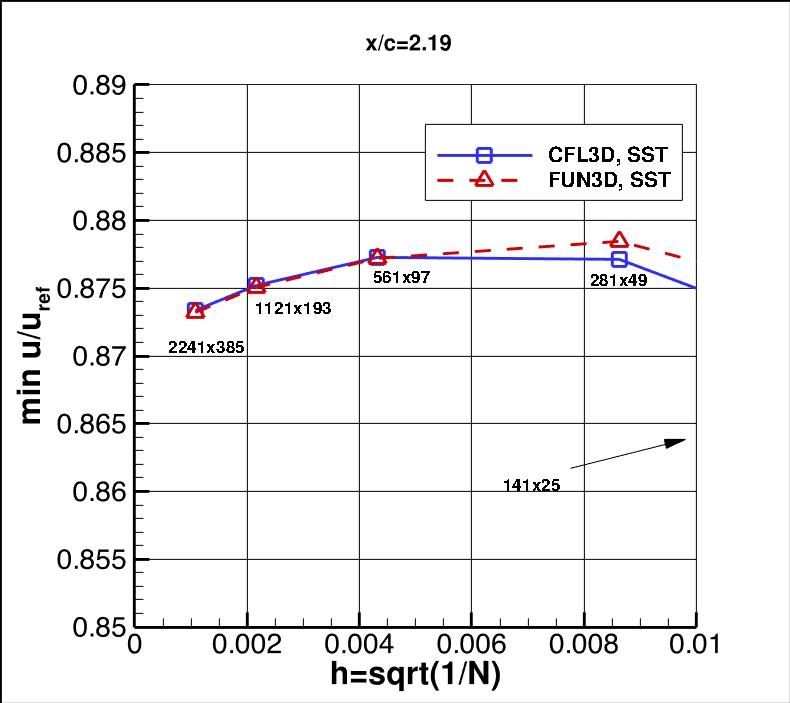 x/c=2.19
0.89
0.885
0.88
0.875
0.87
0.865
0.86
0.855
0.85
min u/uref
CFL3D, SST
FUN3D, SST
561x97
281x49
1121x193
2241x385
141x25
0 0.002 0.004 0.006 0.008 0.01
h=sqrt(1/N)